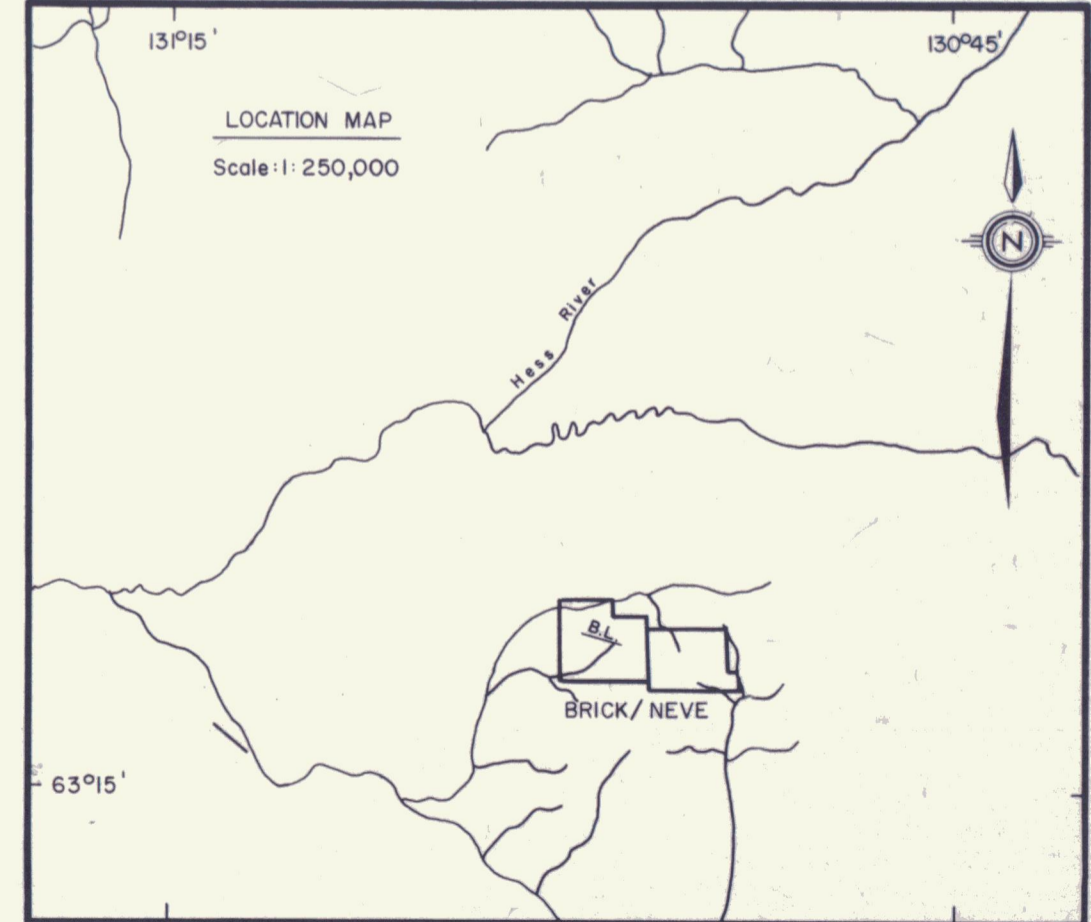 131°15'
130°45'
LOCATION MAP
Scale:1:250,000
N
Hess River
B.L.
BRICK/NEVE
63°15'